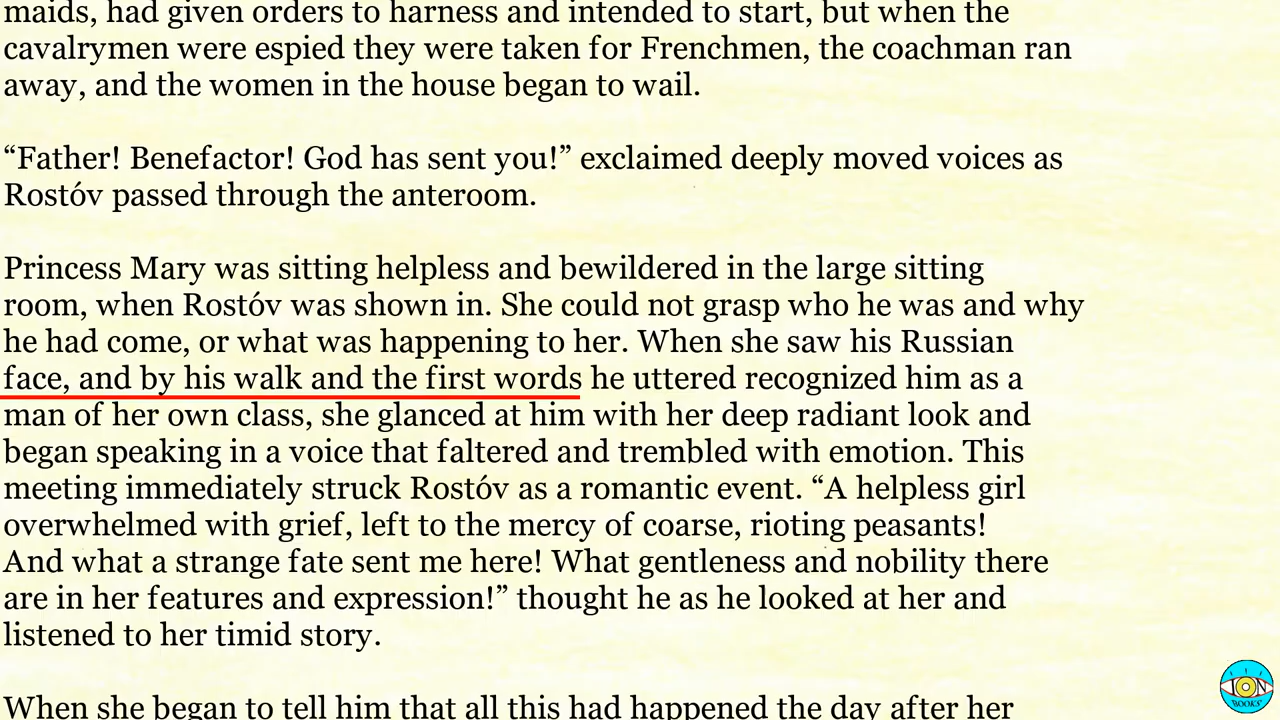 maids, had given orders to harness and intended to start, but when the
cavalrymen were espied they were taken for Frenchmen, the coachman ran
away, and the women in the house began to wail.
“Father! Benefactor! God has sent you!” exclaimed deeply moved voices as
Rostóv passed through the anteroom.
Princess Mary was sitting helpless and bewildered in the large sitting
room, when Rostóv was shown in. She could not grasp who he was and why
he had come, or what was happening to her. When she saw his Russian
face, and by his walk and the first words he uttered recognized him as a
man of her own class, she glanced at him with her deep radiant look and
began speaking in a voice that faltered and trembled with emotion. This
meeting immediately struck Rostóv as a romantic event. “A helpless girl
overwhelmed with grief, left to the mercy of coarse, rioting peasants!
And what a strange fate sent me here! What gentleness and nobility there
are in her features and expression!” thought he as he looked at her and
listened to her timid story.
When she began to tell him that all this had happened the day after her
ION
BOOKS